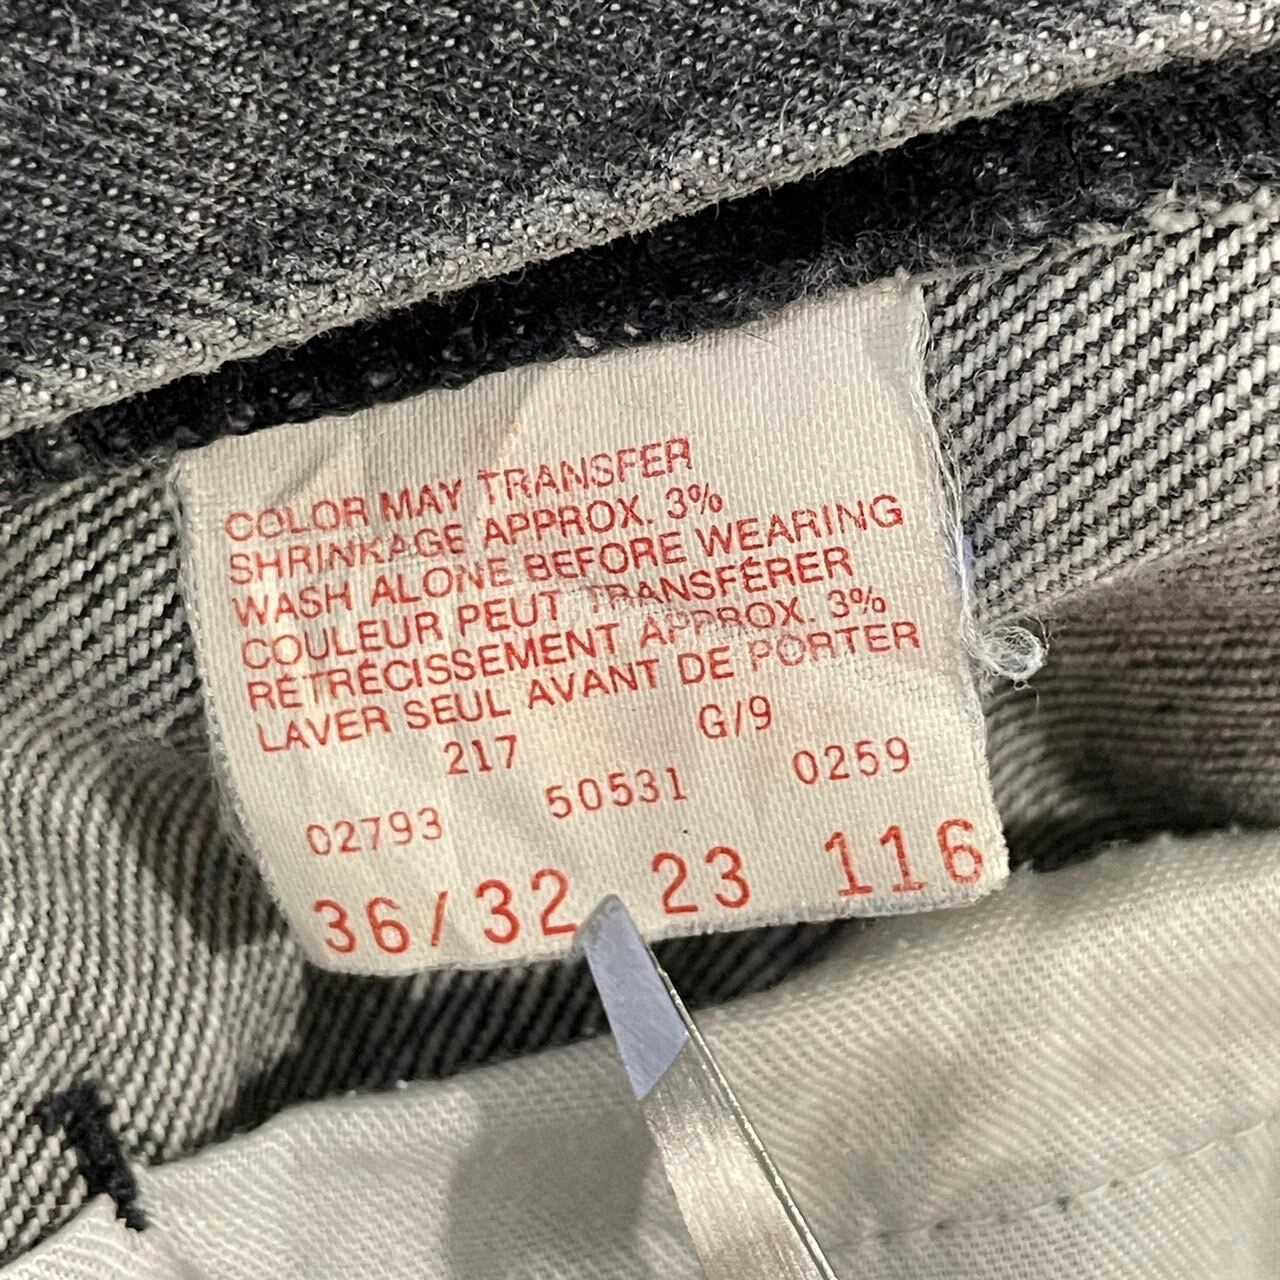 COLOR MAY TRANSFER
SHRINKAGE APPROX. 3%
WASH ALONE BEFORE WEARING
COULEUR PEUT TRANSFÉRER
RÉTRÉCISSEMENT APPROX. 3%
LAVER SEUL AVANT DE PORTER
217 G/9
02793 50531 0259
36/32 23 116